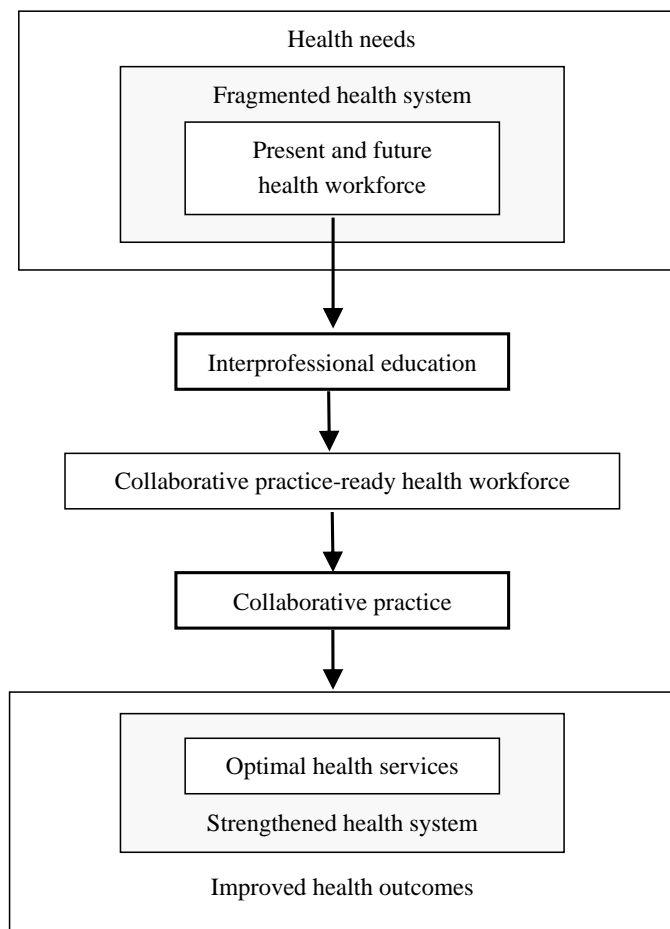 Health needs
Fragmented health system
Present and future
health workforce
Interprofessional education
Collaborative practice-ready health workforce
Collaborative practice
Optimal health services
Strengthened health system
Improved health outcomes